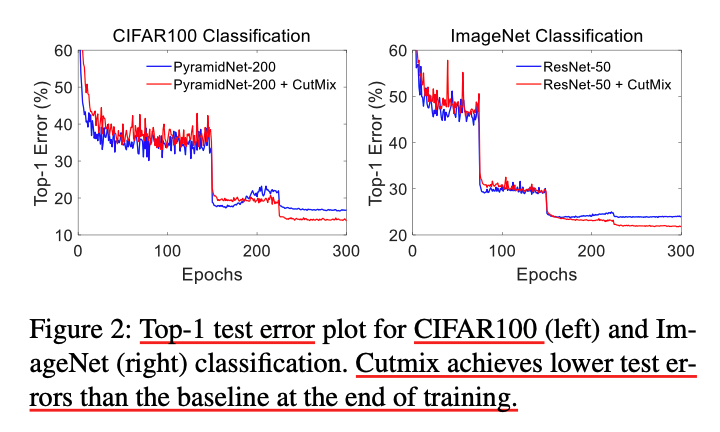 CIFAR100 Classification
60
50
40
30
20
10
Top-1 Error (%)
PyramidNet-200
PyramidNet-200 + CutMix
0
100
200
300
Epochs
ImageNet Classification
60
50
40
30
20
Top-1 Error (%)
ResNet-50
ResNet-50 + CutMix
0
100
200
300
Epochs
Figure 2: Top-1 test error plot for CIFAR100 (left) and Im-
ageNet (right) classification. Cutmix achieves lower test er-
rors than the baseline at the end of training.